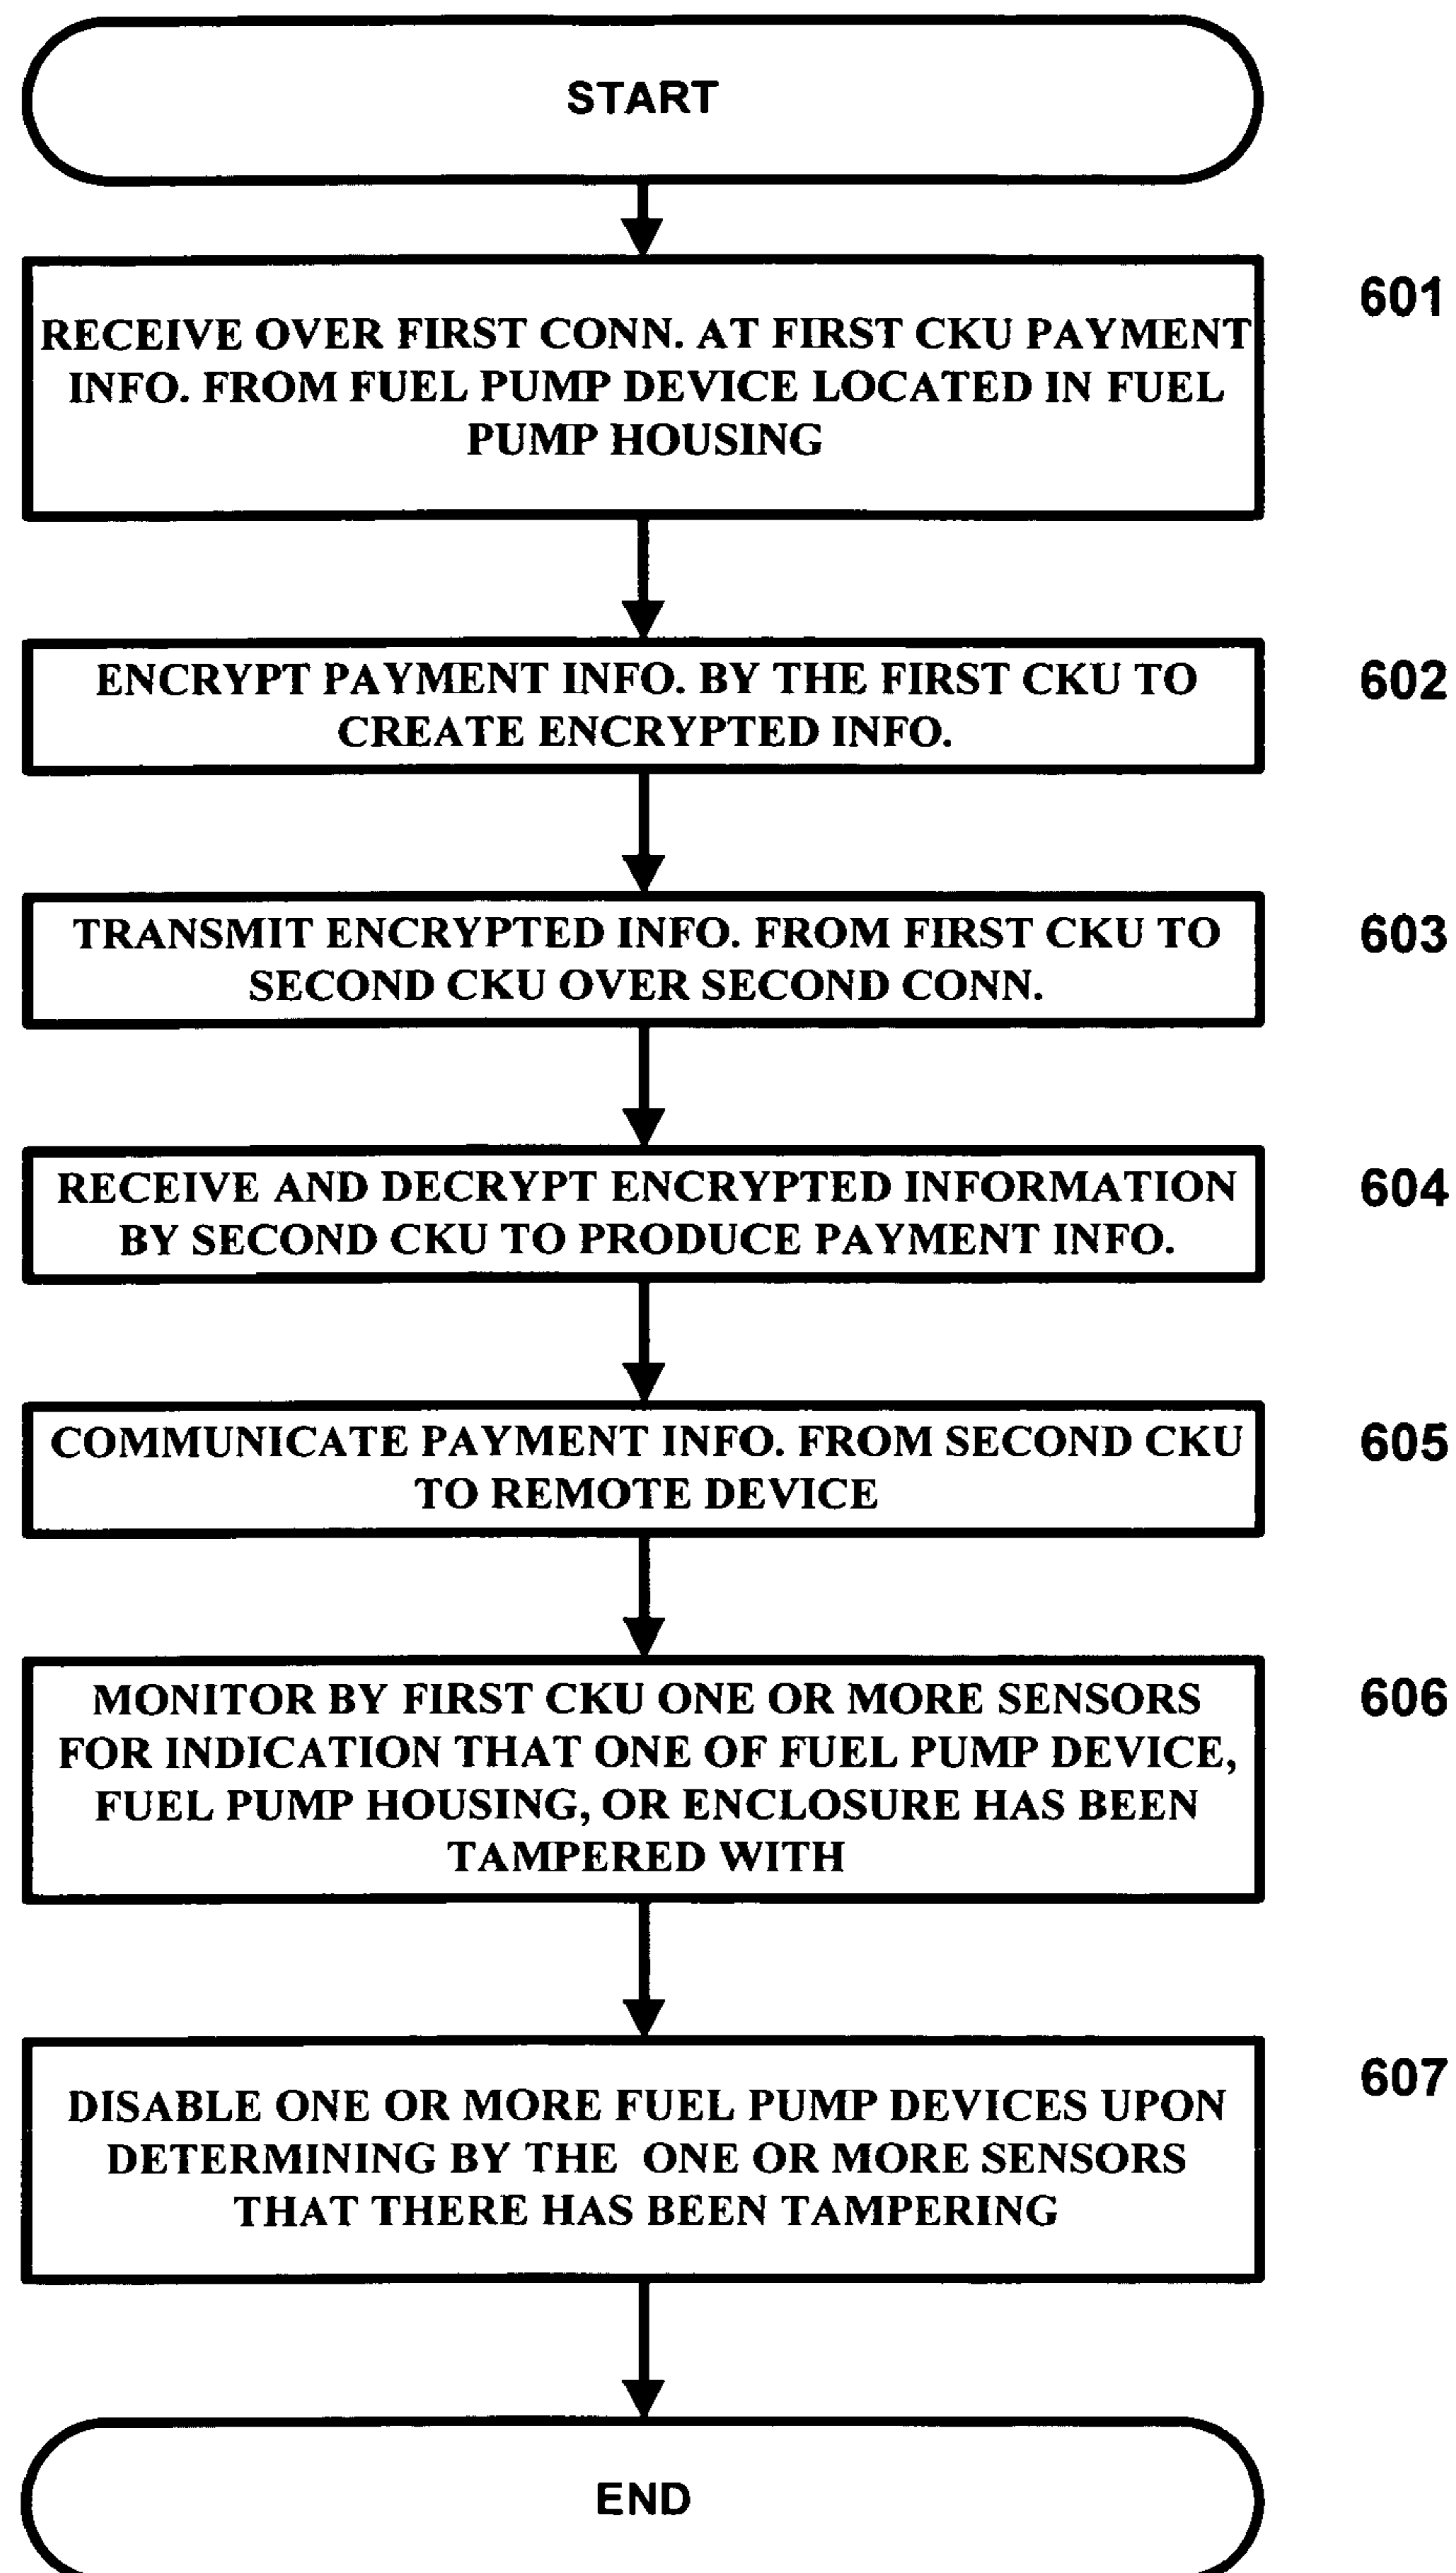 START
601
RECEIVE OVER FIRST CONN. AT FIRST CKU PAYMENT
INFO. FROM FUEL PUMP DEVICE LOCATED IN FUEL
PUMP HOUSING
602
ENCRYPT PAYMENT INFO. BY THE FIRST CKU TO
CREATE ENCRYPTED INFO.
603
TRANSMIT ENCRYPTED INFO. FROM FIRST CKU TO
SECOND CKU OVER SECOND CONN.
604
RECEIVE AND DECRYPT ENCRYPTED INFORMATION
BY SECOND CKU TO PRODUCE PAYMENT INFO.
605
COMMUNICATE PAYMENT INFO. FROM SECOND CKU
TO REMOTE DEVICE
606
MONITOR BY FIRST CKU ONE OR MORE SENSORS
FOR INDICATION THAT ONE OF FUEL PUMP DEVICE,
FUEL PUMP HOUSING, OR ENCLOSURE HAS BEEN
TAMPERED WITH
607
DISABLE ONE OR MORE FUEL PUMP DEVICES UPON
DETERMINING BY THE ONE OR MORE SENSORS
THAT THERE HAS BEEN TAMPERING
END